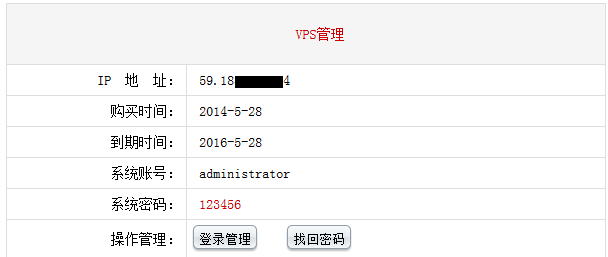 VPS管理
IP 地 址： 59.18 4
购买时间： 2014-5-28
到期时间： 2016-5-28
系统账号： administrator
系统密码： 123456
操作管理： 登录管理 找回密码